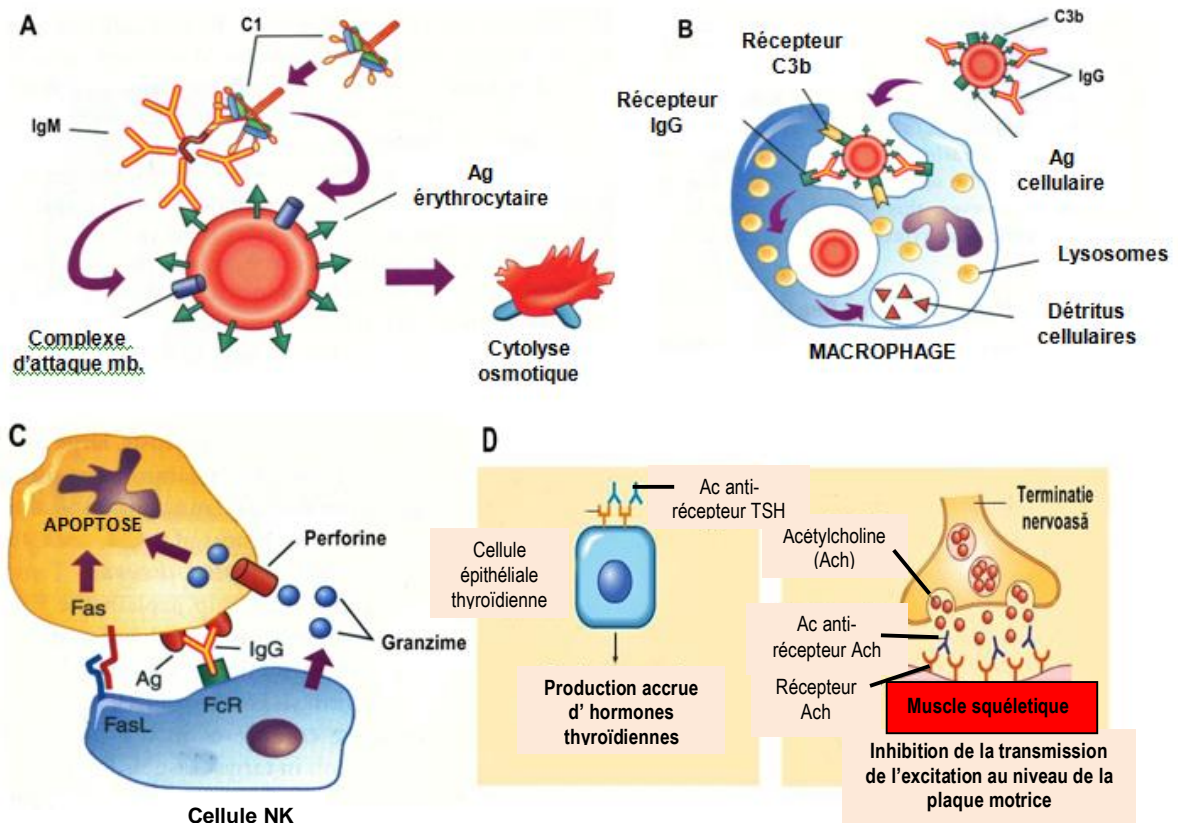 A
C1
IgM
Ag
érythrocytaire
Complexe
d'attaque mb.
Cytolyse
osmotique
B
C3b
Récepteur
C3b
IgG
Récepteur
IgG
Ag
cellulaire
Lysosomes
Détritus
cellulaires
MACROPHAGE
C
APOPTOSE
Perforine
Fas
Granzime
IgG
Ag
FcR
FasL
Cellule NK
D
Ac anti-
récepteur TSH
Cellule
épithéliale
thyroïdienne
Production accrue
d' hormones
thyroïdiennes
Terminatie
nervoasă
Acétylcholine
(Ach)
Ac anti-
récepteur Ach
Récepteur
Ach
Muscle squéletique
Inhibition de la transmission
de l'excitation au niveau de la
plaque motrice